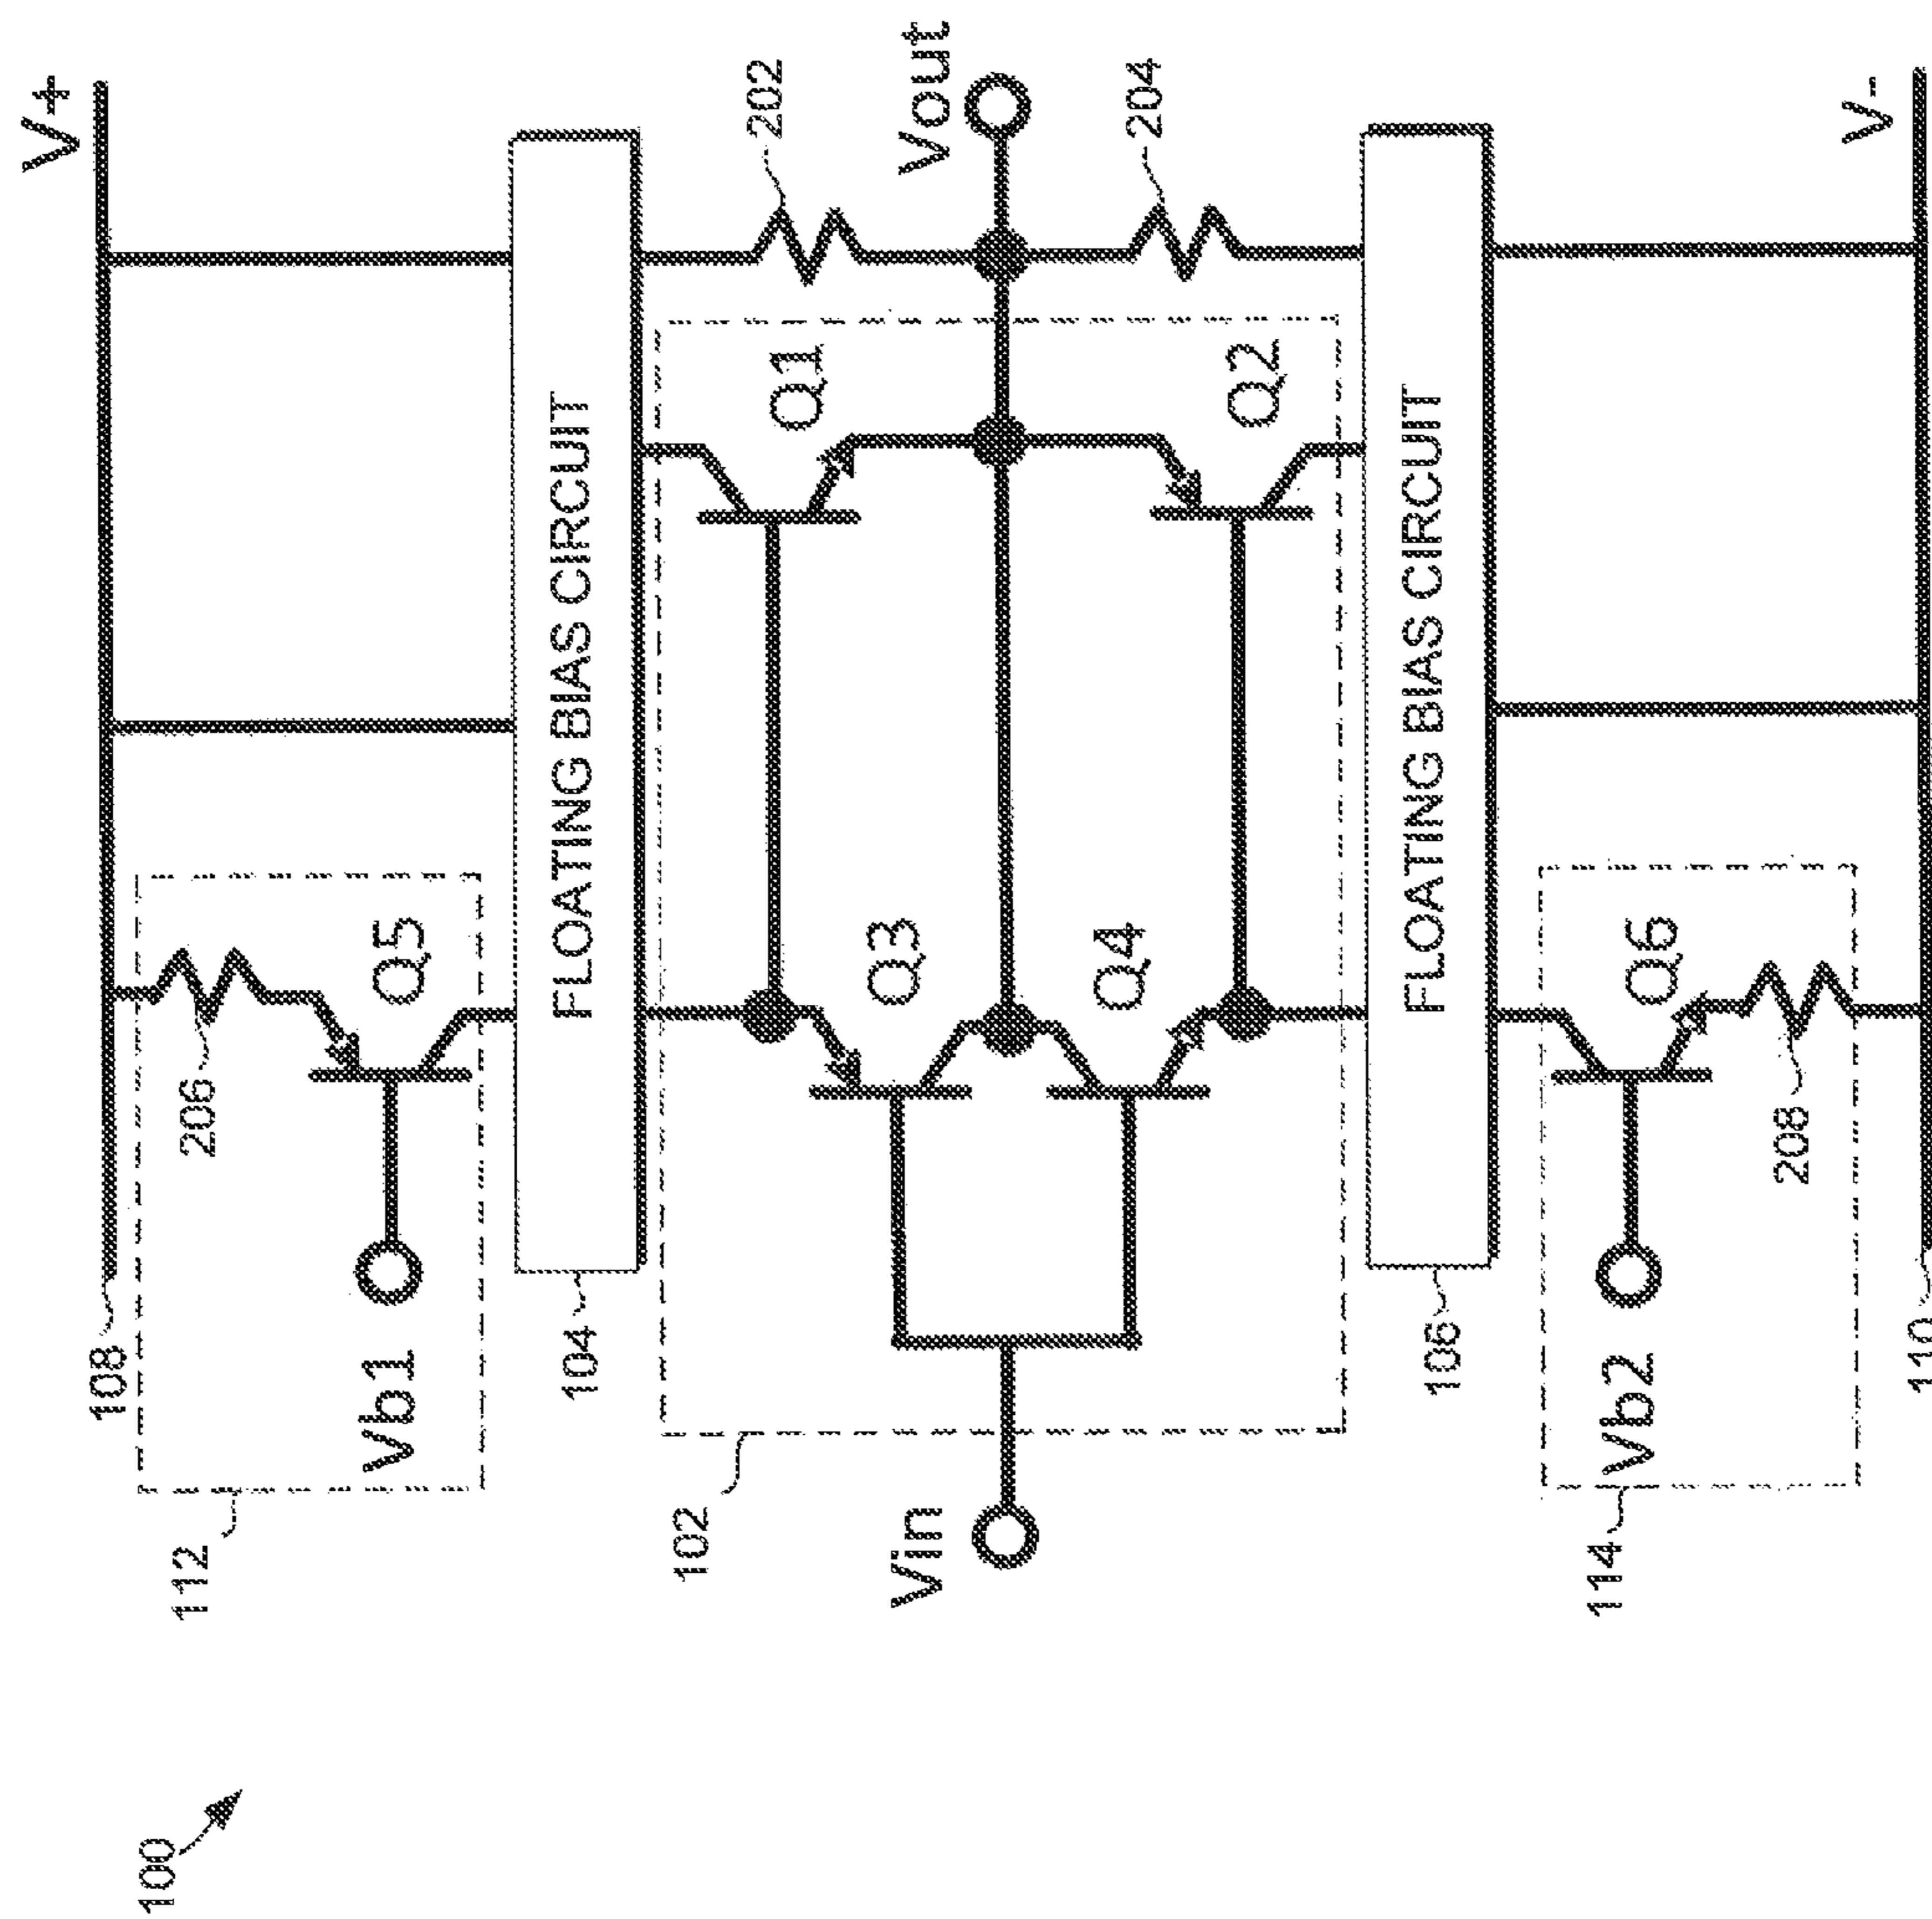 100
112
108
206
Vb1
Q5
V+
104
FLOATING BIAS CIRCUIT
102
Vin
Q3
Q4
Q1
Q2
202
Vout
204
106
FLOATING BIAS CIRCUIT
114
Vb2
Q6
208
110
V-